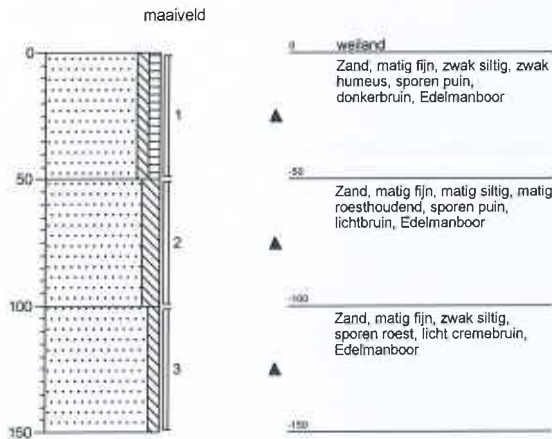 maaiveld
0
1
50
2
100
3
150
0 weiland
Zand, matig fijn, zwak siltig, zwak
humeus, sporen puin,
donkerbruin, Edelmanboor
-50
Zand, matig fijn, matig siltig, matig
roesthoudend, sporen puin,
lichtbruin, Edelmanboor
-100
Zand, matig fijn, zwak siltig,
sporen roest, licht cremebruin,
Edelmanboor
-150